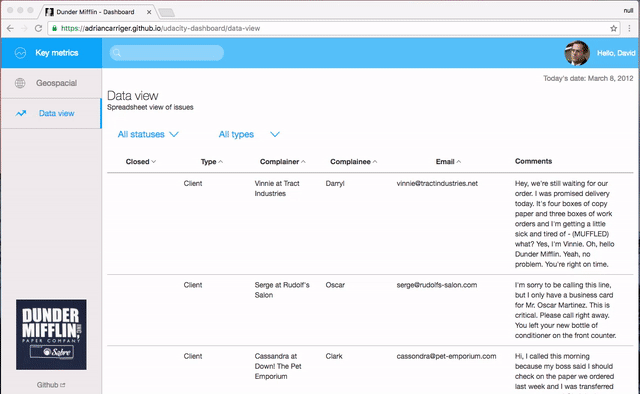 Dunder Mifflin - Dashboard
null
https://adriancarriger.github.io/udacity-dashboard/data-view
Key metrics
Hello, David
Geospacial
Data view
Today's date: March 8, 2012
Data view
Spreadsheet view of issues
All statuses
All types
Closed Type Complainer Complainee Email Comments
Client Vinnie at Tract Darryl vinnie@tractindustries.net Hey, we're still waiting for our
Industries order. I was promised delivery
today. It's four boxes of copy
paper and three boxes of work
orders and I'm getting a little
sick and tired of - (MUFFLED)
what? Yes, I'm Vinnie. Oh, hello
Dunder Mifflin. Yeah, no
problem. You're right on time.
Client Serge at Rudolf's Oscar serge@rudolfs-salon.com I'm sorry to be calling this line,
Salon but I only have a business card
for Mr. Oscar Martinez. This is
critical. Please call right away.
You left your new bottle of
conditioner on the front counter.
Client Cassandra at Clark cassondra@pet-emporium.com Hi, I called this morning
Down! The Pet because my boss said I should
Emporium check on the paper we ordered
last week and I was transferred
DUNDER
MIFFLIN, INC
PAPER COMPANY
Sabre
Github